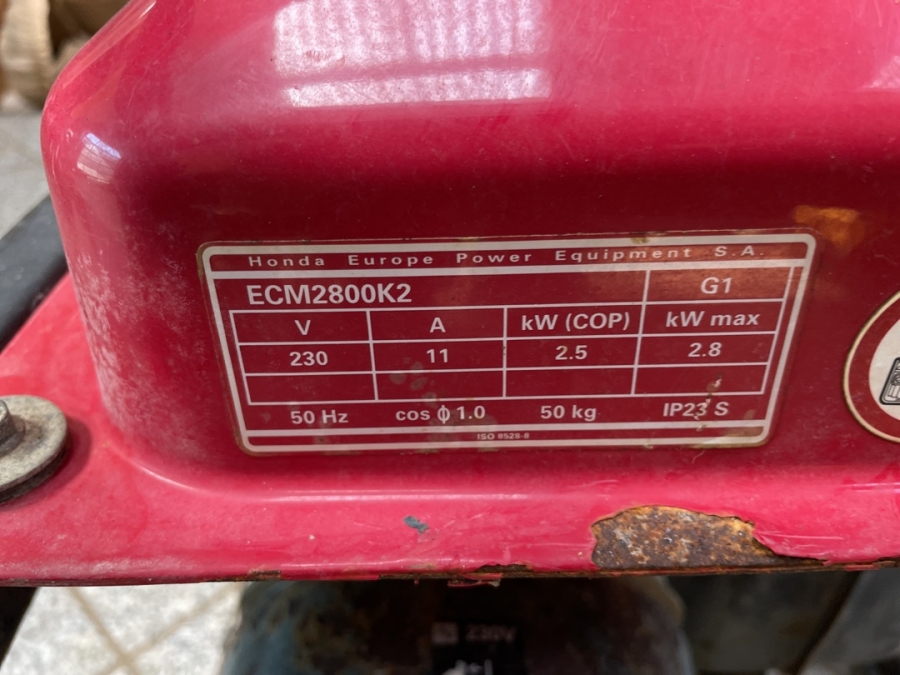 Honda Europe Power Equipment S.A.
ECM2800K2 G1
V A kW (COP) kW max
230 11 2.5 2.8
50 Hz cos ϕ 1.0 50 kg IP23 S
ISO 8528-8
230V